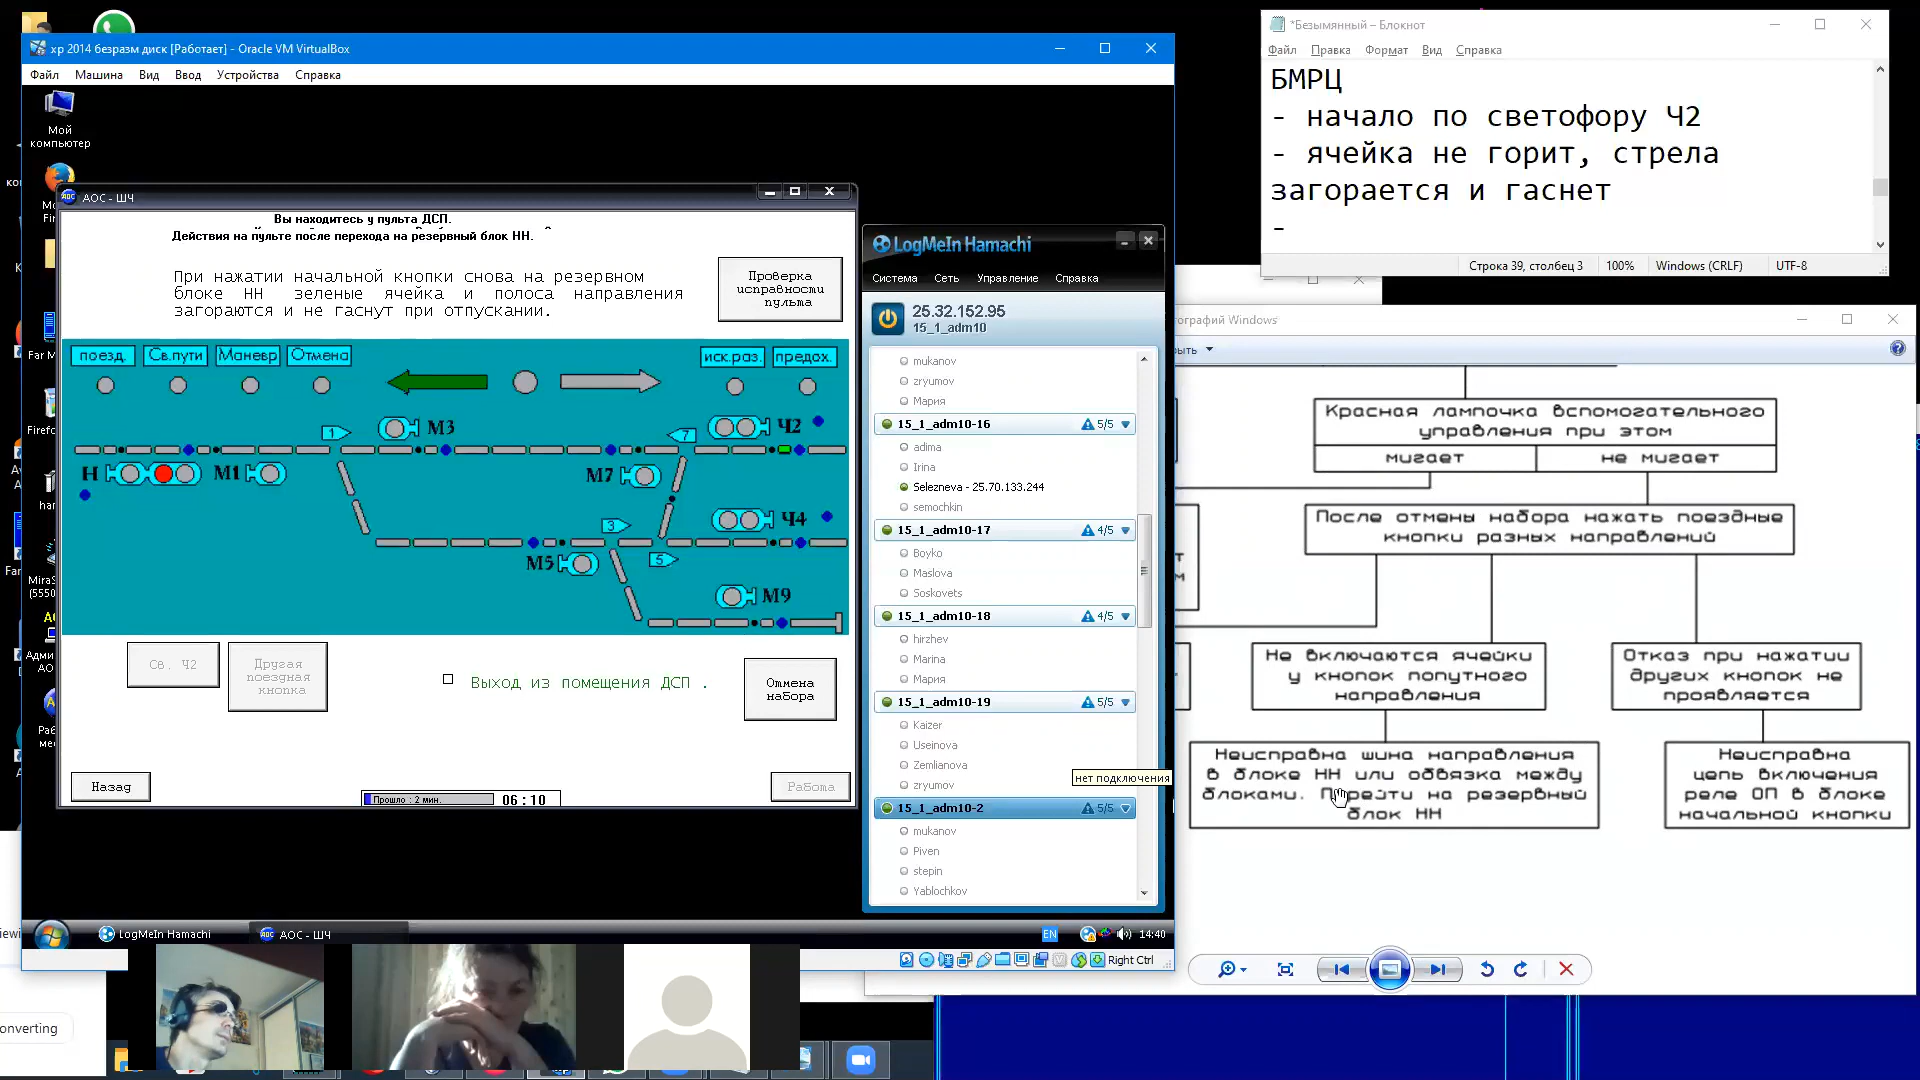 хр 2014 безразм диск [Работает] - Oracle VM VirtualBox
Файл Машина Вид Ввод Устройства Справка
Мой
компьютер
АОС - ШЧ
Вы находитесь у пульта ДСП.
Действия на пульте после перехода на резервный блок НН.
При нажатии начальной кнопки снова на резервном
блоке НН зеленые ячейка и полоса направления
загораются и не гаснут при отпускании.
Проверка
исправности
пульта
поезд. Св.пути Маневр Отмена иск.раз. предох.
1 М3 7 Ч2
Н М1 М7
3 Ч4
М5 5
М9
Св. Ч2
Другая
поездная
кнопка
Выход из помещения ДСП .
Отмена
набора
Назад
Прошло : 2 мин. 06:10
Работа
LogMeIn Hamachi
Система Сеть Управление Справка
25.32.152.95
15_1_adm10
mukanov
zryumov
Мария
15_1_adm10-16 5/5
adima
Irina
Selezneva - 25.70.133.244
semochkin
15_1_adm10-17 4/5
Boyko
Maslova
Soskovets
15_1_adm10-18 4/5
hirzhev
Marina
Мария
15_1_adm10-19 5/5
Kaizer
Useinova
Zemlianova
zryumov
нет подключения
15_1_adm10-2 5/5
mukanov
Piven
stepin
Yablochkov
LogMeIn Hamachi АОС - ШЧ EN 14:40
Right Ctrl
*Безымянный – Блокнот
Файл Правка Формат Вид Справка
БМРЦ
- начало по светофору Ч2
- ячейка не горит, стрела
загорается и гаснет
-
Строка 39, столбец 3 100% Windows (CRLF) UTF-8
Красная лампочка вспомогательного
управления при этом
мигает не мигает
После отмены набора нажать поездные
кнопки разных направлений
Не включаются ячейки
у кнопок попутного
направления
Отказ при нажатии
других кнопок не
проявляется
Неисправна шина направления
в блоке НН или обвязка между
блоками. Перейти на резервный
блок НН
Неисправна
цепь включения
реле ОП в блоке
начальной кнопки
onverting